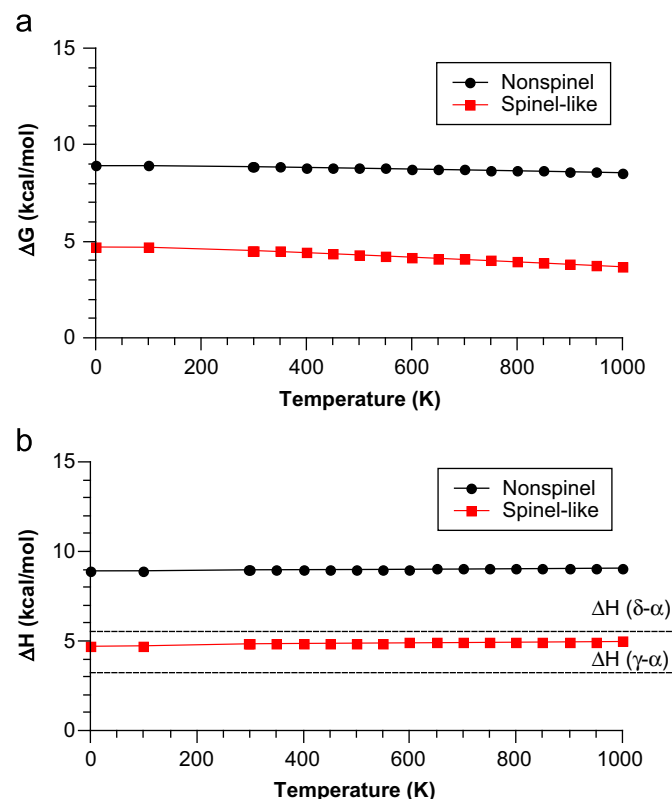 a
15
10
5
0
ΔG (kcal/mol)
Nonspinel
Spinel-like
0 200 400 600 800 1000
Temperature (K)
b
15
10
5
0
ΔH (kcal/mol)
Nonspinel
Spinel-like
ΔH (δ-α)
ΔH (γ-α)
0 200 400 600 800 1000
Temperature (K)